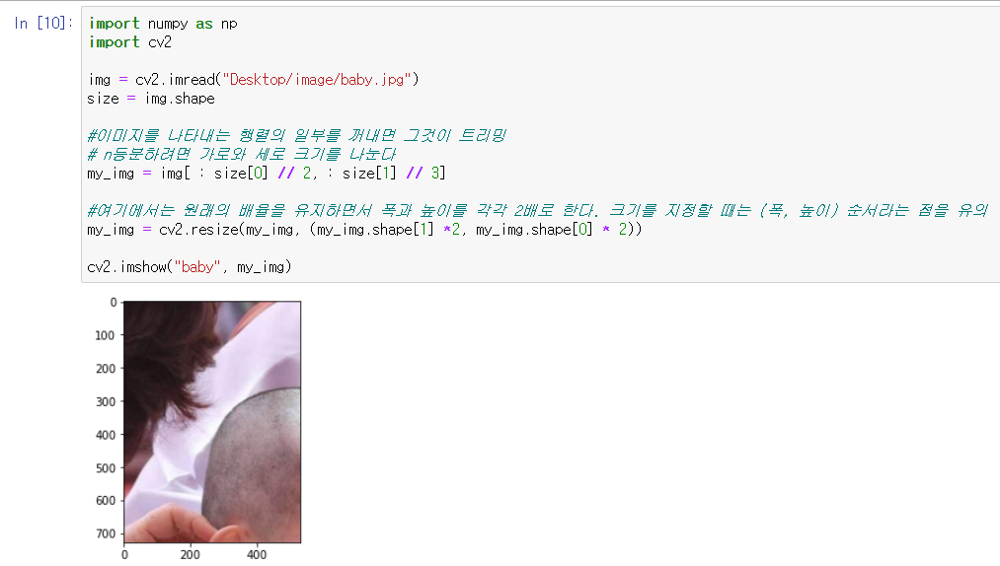 In [10]:
import numpy as np
import cv2
img = cv2.imread("Desktop/image/baby.jpg")
size = img.shape
#이미지를 나타내는 행렬의 일부를 꺼내면 그것이 트리밍
# n등분하려면 가로와 세로 크기를 나눈다
my_img = img[ : size[0] // 2, : size[1] // 3]
#여기에서는 원래의 배율을 유지하면서 폭과 높이를 각각 2배로 한다. 크기를 지정할 때는 (폭, 높이) 순서라는 점을 유의
my_img = cv2.resize(my_img, (my_img.shape[1] *2, my_img.shape[0] * 2))
cv2.imshow("baby", my_img)
0
100
200
300
400
500
600
700
0 200 400